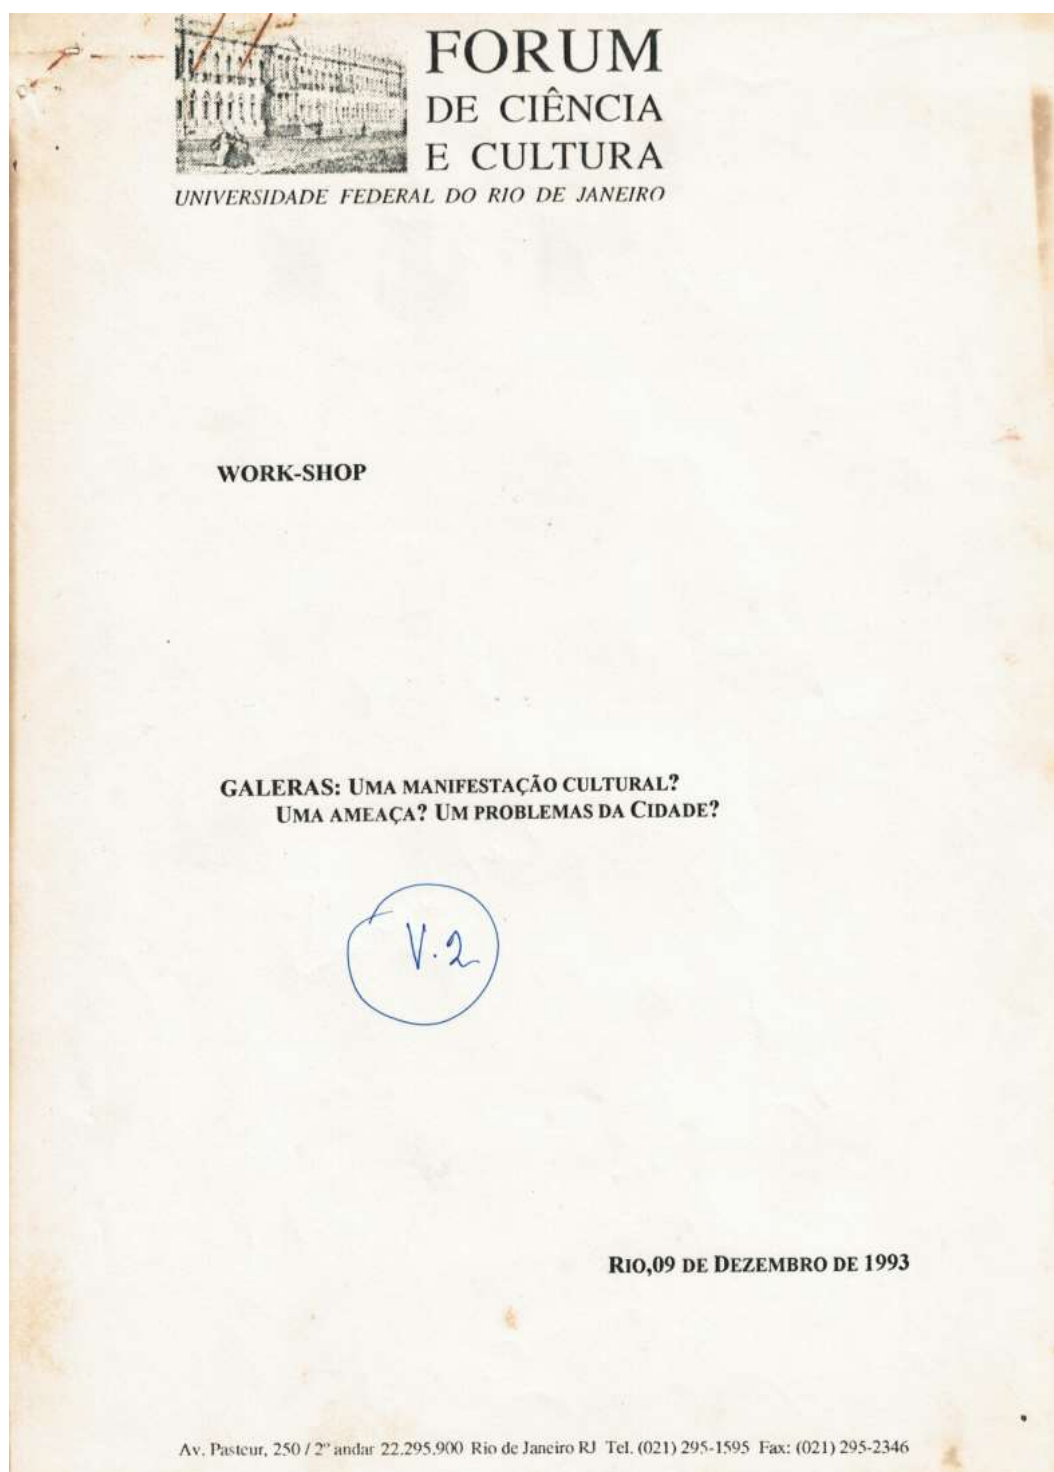 FORUM
DE CIÊNCIA
E CULTURA
UNIVERSIDADE FEDERAL DO RIO DE JANEIRO
WORK-SHOP
GALERAS: UMA MANIFESTAÇÃO CULTURAL?
UMA AMEAÇA? UM PROBLEMAS DA CIDADE?
V.2
RIO,09 DE DEZEMBRO DE 1993
Av. Pasteur, 250 / 2º andar 22.295.900 Rio de Janeiro RJ Tel. (021) 295-1595 Fax: (021) 295-2346